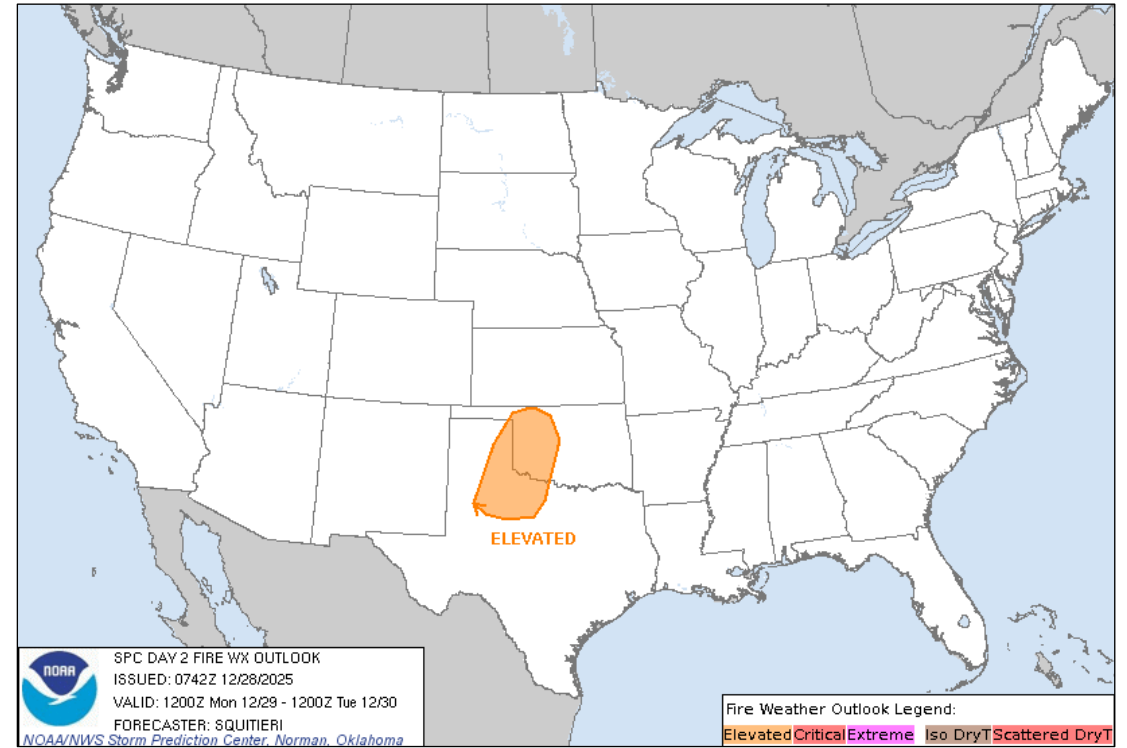 ELEVATED
NOAA
SPC DAY 2 FIRE WX OUTLOOK
ISSUED: 0742Z 12/28/2025
VALID: 1200Z Mon 12/29 - 1200Z Tue 12/30
FORECASTER: SQUITIERI
NOAA/NWS Storm Prediction Center, Norman, Oklahoma
Fire Weather Outlook Legend:
Elevated Critical Extreme Iso DryT Scattered DryT